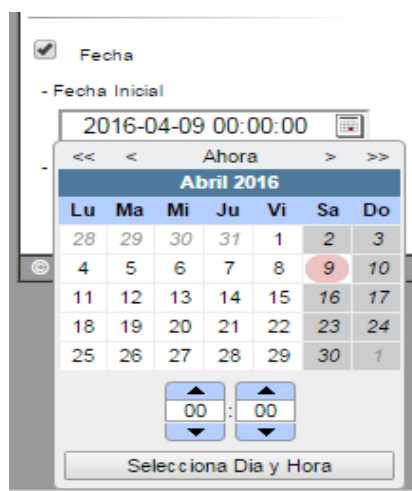 Fecha
- Fecha Inicial
2016-04-09 00:00:00
-
<< < Ahora > >>
Abril 2016
Lu Ma Mi Ju Vi Sa Do
28 29 30 31 1 2 3
4 5 6 7 8 9 10
11 12 13 14 15 16 17
18 19 20 21 22 23 24
25 26 27 28 29 30 1
©
00 : 00
Selecciona Dia y Hora